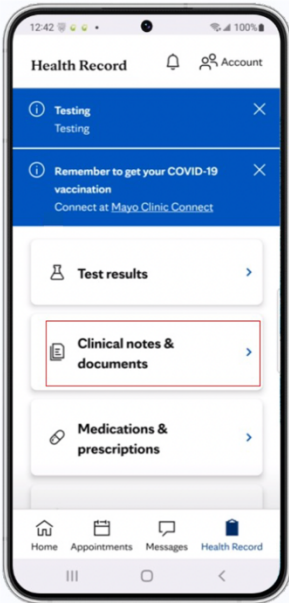 12:42
100%
Health Record
Account
Testing
Testing
Remember to get your COVID-19
vaccination
Connect at Mayo Clinic Connect
Test results
Clinical notes &
documents
Medications &
prescriptions
Home Appointments Messages Health Record